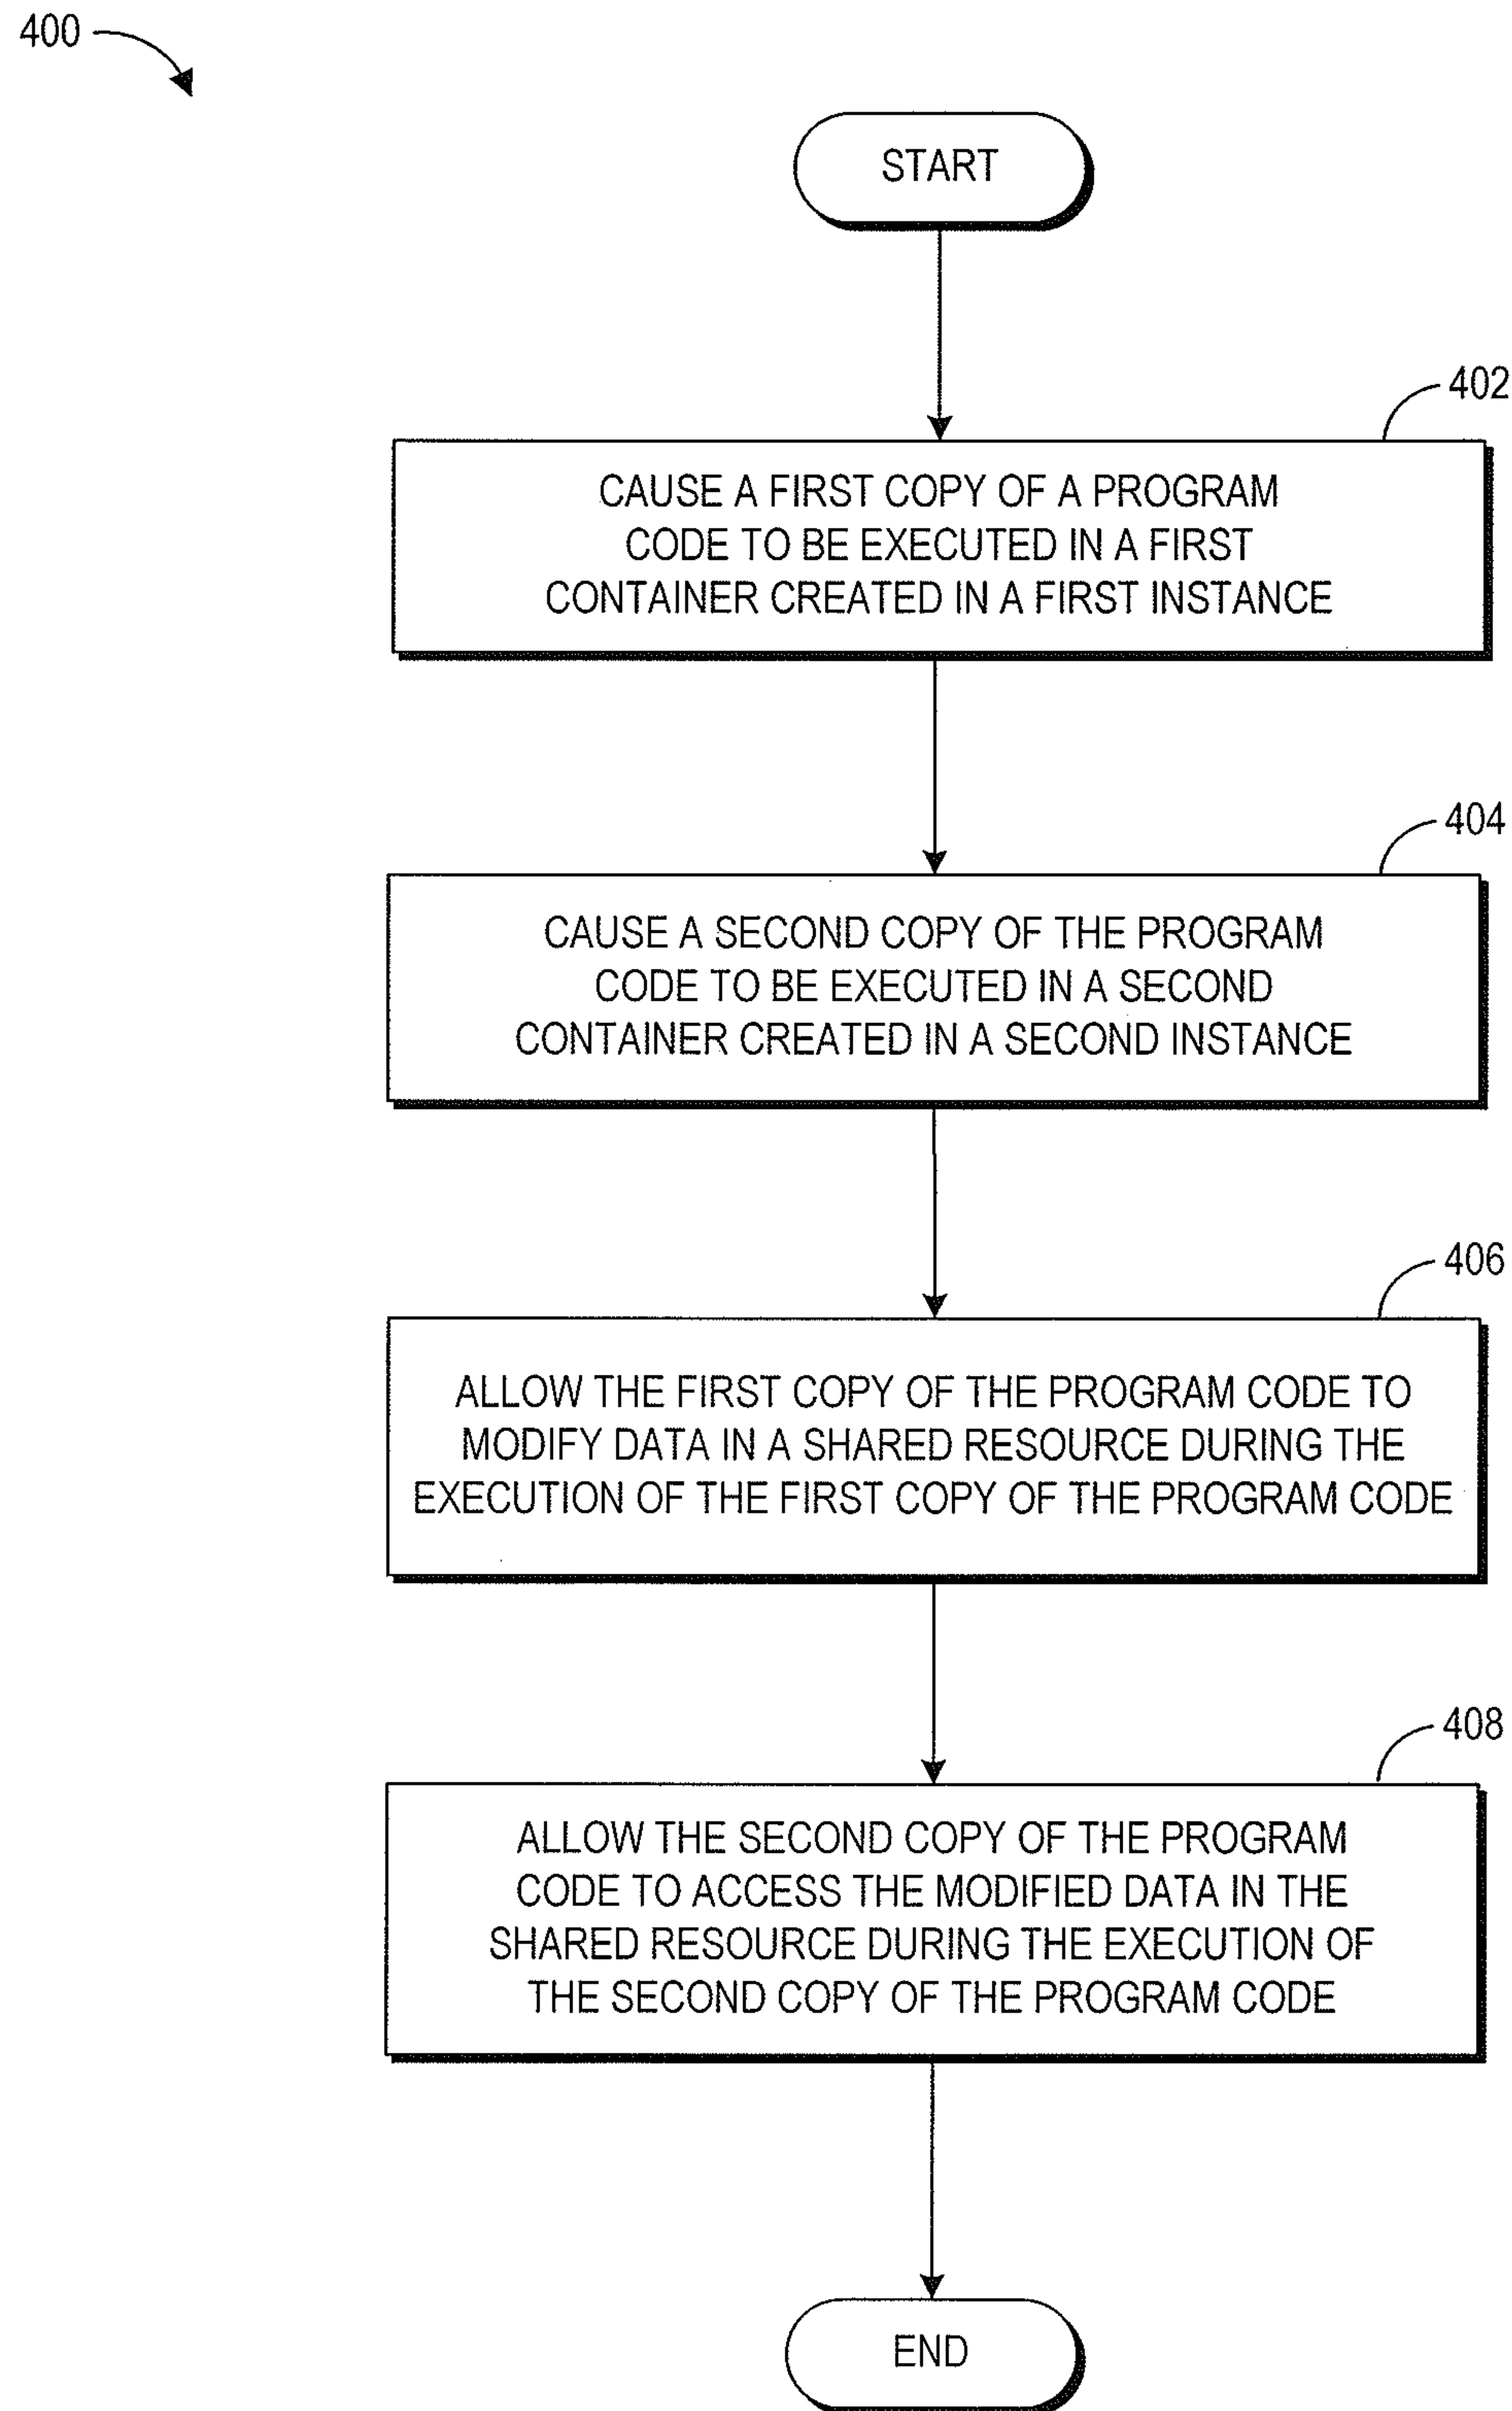 400
START
402
CAUSE A FIRST COPY OF A PROGRAM
CODE TO BE EXECUTED IN A FIRST
CONTAINER CREATED IN A FIRST INSTANCE
404
CAUSE A SECOND COPY OF THE PROGRAM
CODE TO BE EXECUTED IN A SECOND
CONTAINER CREATED IN A SECOND INSTANCE
406
ALLOW THE FIRST COPY OF THE PROGRAM CODE TO
MODIFY DATA IN A SHARED RESOURCE DURING THE
EXECUTION OF THE FIRST COPY OF THE PROGRAM CODE
408
ALLOW THE SECOND COPY OF THE PROGRAM
CODE TO ACCESS THE MODIFIED DATA IN THE
SHARED RESOURCE DURING THE EXECUTION OF
THE SECOND COPY OF THE PROGRAM CODE
END